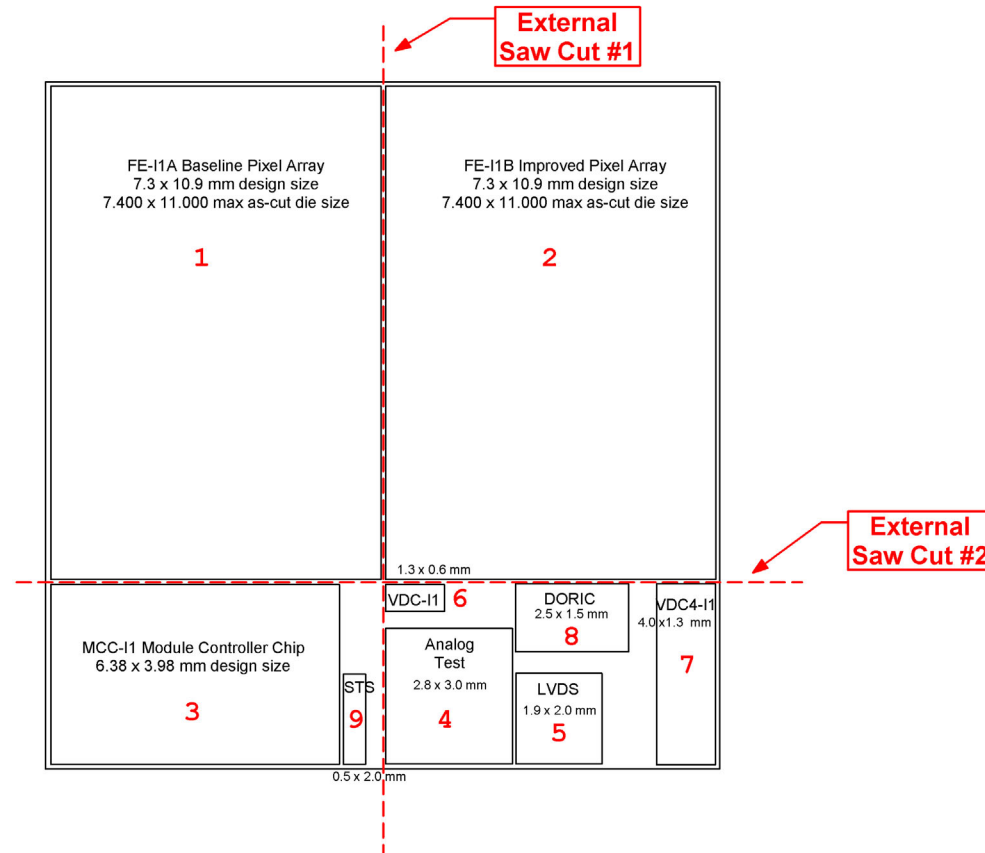 External
Saw Cut #1
FE-I1A Baseline Pixel Array
7.3 x 10.9 mm design size
7.400 x 11.000 max as-cut die size
1
FE-I1B Improved Pixel Array
7.3 x 10.9 mm design size
7.400 x 11.000 max as-cut die size
2
External
Saw Cut #2
1.3 x 0.6 mm
VDC-I1
6
DORIC
2.5 x 1.5 mm
8
VDC4-I1
4.0 x1.3 mm
7
MCC-I1 Module Controller Chip
6.38 x 3.98 mm design size
3
STS
9
0.5 x 2.0 mm
Analog
Test
2.8 x 3.0 mm
4
LVDS
1.9 x 2.0 mm
5